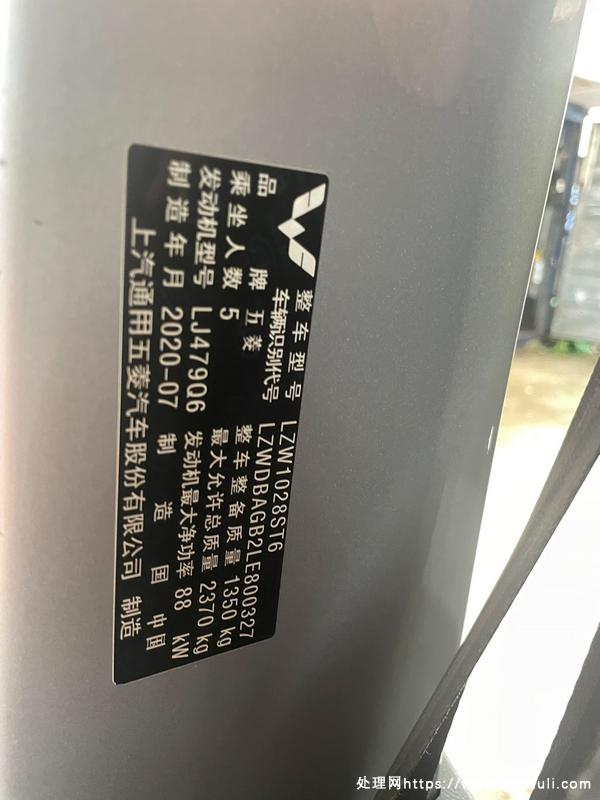 整车型号 LZW1028ST6
车辆识别代号 LZWDBAGB2LE800327
品牌 五菱 整车整备质量 1350 kg
乘坐人数 5 最大允许总质量 2370 kg
发动机型号 LJ479Q6 发动机最大净功率 88 kW
制造年月 2020-07 制造国 中国
上汽通用五菱汽车股份有限公司 制造
处理网https://